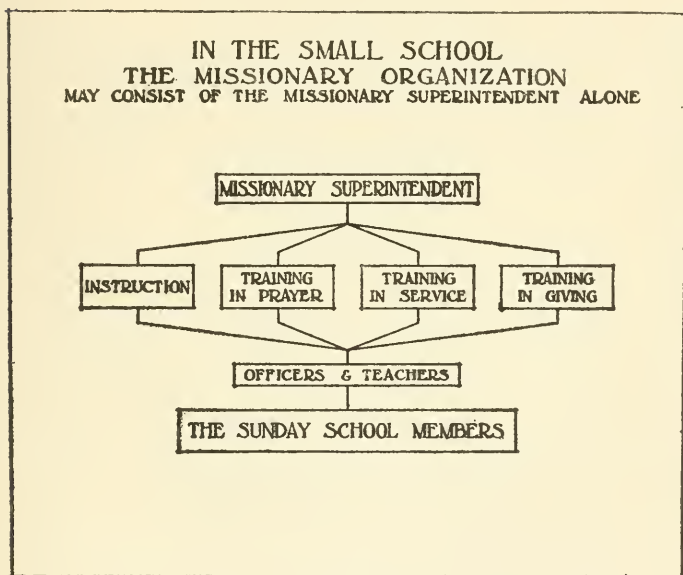 IN THE SMALL SCHOOL
THE MISSIONARY ORGANIZATION
MAY CONSIST OF THE MISSIONARY SUPERINTENDENT ALONE
MISSIONARY SUPERINTENDENT
INSTRUCTION
TRAINING
IN PRAYER
TRAINING
IN SERVICE
TRAINING
IN GIVING
OFFICERS & TEACHERS
THE SUNDAY SCHOOL MEMBERS